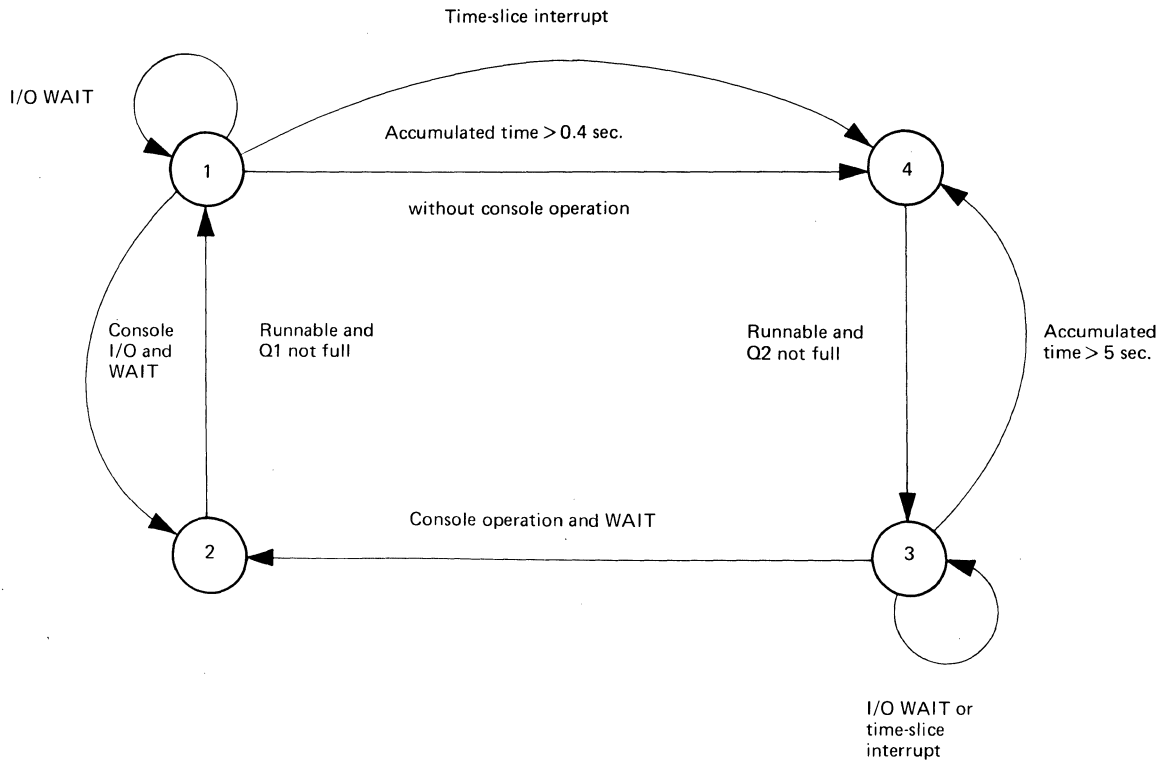 Time-slice interrupt
I/O WAIT
Accumulated time > 0.4 sec.
1
4
without console operation
Console
I/O and
WAIT
Runnable and
Q1 not full
Runnable and
Q2 not full
Accumulated
time > 5 sec.
Console operation and WAIT
2
3
I/O WAIT or
time-slice
interrupt